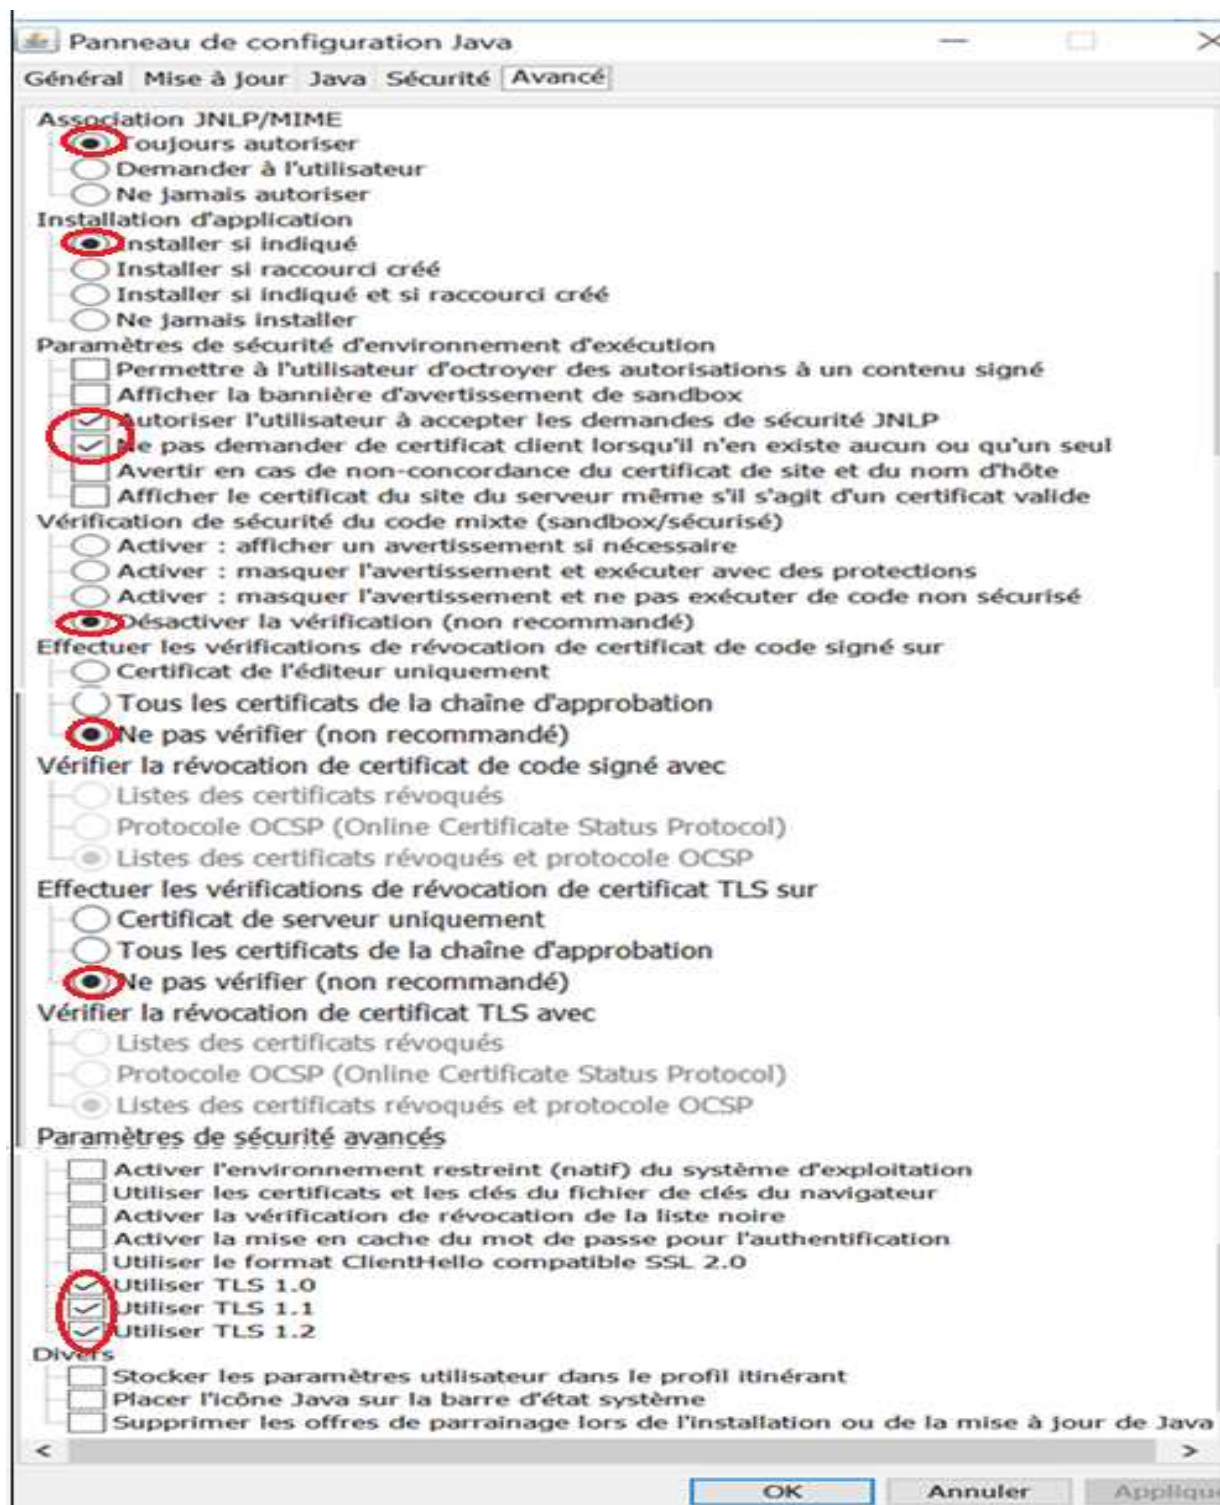 Panneau de configuration Java
Général Mise à jour Java Sécurité Avancé
Association JNLP/MIME
Toujours autoriser
Demander à l'utilisateur
Ne jamais autoriser
Installation d'application
Installer si indiqué
Installer si raccourci créé
Installer si indiqué et si raccourci créé
Ne jamais installer
Paramètres de sécurité d'environnement d'exécution
Permettre à l'utilisateur d'octroyer des autorisations à un contenu signé
Afficher la bannière d'avertissement de sandbox
Autoriser l'utilisateur à accepter les demandes de sécurité JNLP
Ne pas demander de certificat client lorsqu'il n'en existe aucun ou qu'un seul
Avertir en cas de non-concordance du certificat de site et du nom d'hôte
Afficher le certificat du site du serveur même s'il s'agit d'un certificat valide
Vérification de sécurité du code mixte (sandbox/sécurisé)
Activer : afficher un avertissement si nécessaire
Activer : masquer l'avertissement et exécuter avec des protections
Activer : masquer l'avertissement et ne pas exécuter de code non sécurisé
Désactiver la vérification (non recommandé)
Effectuer les vérifications de révocation de certificat de code signé sur
Certificat de l'éditeur uniquement
Tous les certificats de la chaîne d'approbation
Ne pas vérifier (non recommandé)
Vérifier la révocation de certificat de code signé avec
Listes des certificats révoqués
Protocole OCSP (Online Certificate Status Protocol)
Listes des certificats révoqués et protocole OCSP
Effectuer les vérifications de révocation de certificat TLS sur
Certificat de serveur uniquement
Tous les certificats de la chaîne d'approbation
Ne pas vérifier (non recommandé)
Vérifier la révocation de certificat TLS avec
Listes des certificats révoqués
Protocole OCSP (Online Certificate Status Protocol)
Listes des certificats révoqués et protocole OCSP
Paramètres de sécurité avancés
Activer l'environnement restreint (natif) du système d'exploitation
Utiliser les certificats et les clés du fichier de clés du navigateur
Activer la vérification de révocation de la liste noire
Activer la mise en cache du mot de passe pour l'authentification
Utiliser le format ClientHello compatible SSL 2.0
Utiliser TLS 1.0
Utiliser TLS 1.1
Utiliser TLS 1.2
Divers
Stocker les paramètres utilisateur dans le profil itinérant
Placer l'icône Java sur la barre d'état système
Supprimer les offres de parrainage lors de l'installation ou de la mise à jour de Java
OK Annuler Applique